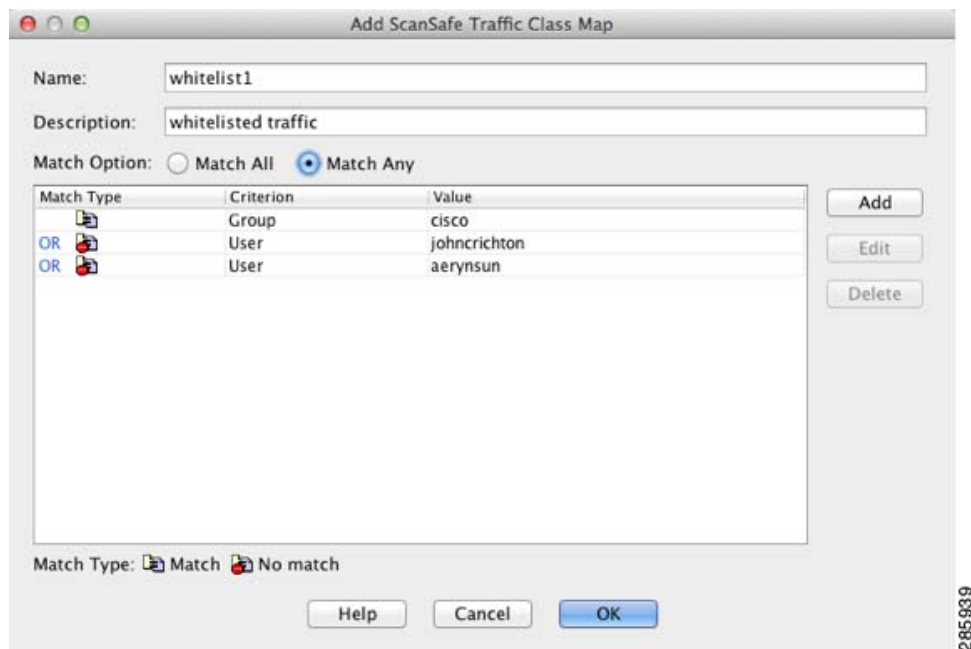 Add ScanSafe Traffic Class Map
Name: whitelist1
Description: whitelisted traffic
Match Option: Match All Match Any
Match Type Criterion Value
Group cisco
OR User johncrichton
OR User aerynsun
Add
Edit
Delete
Match Type: Match No match
Help Cancel OK
285939